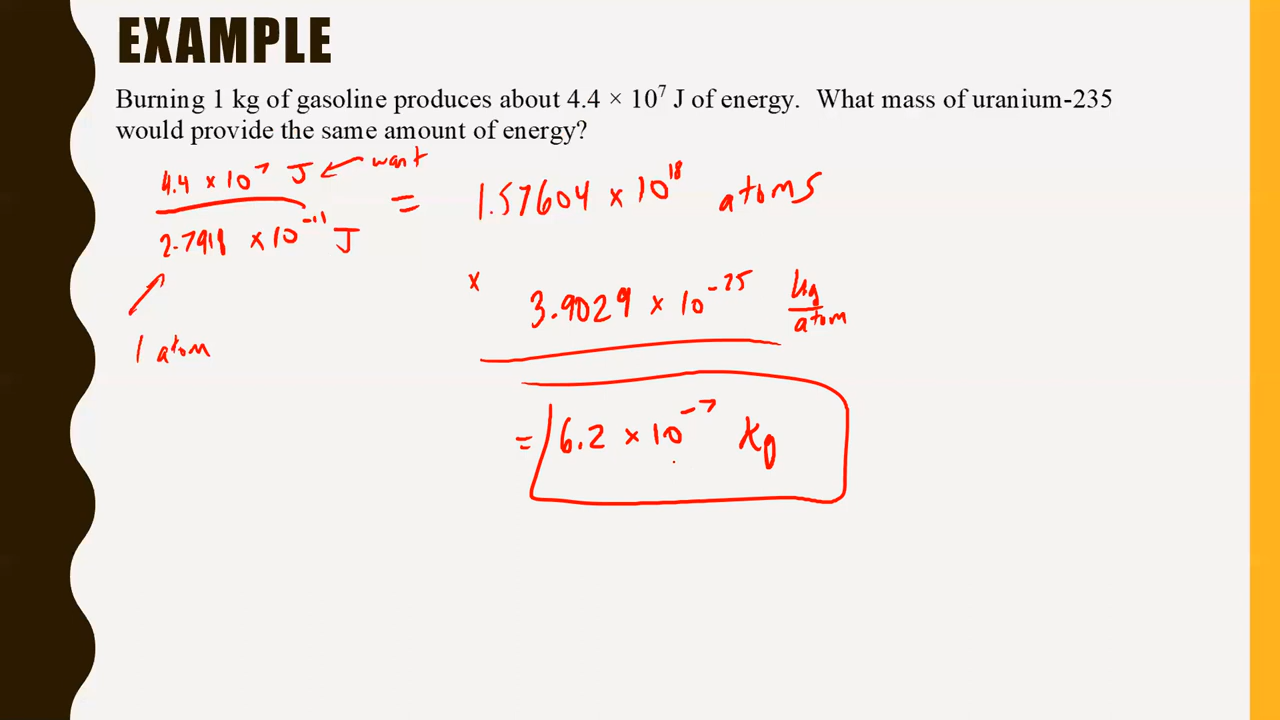 EXAMPLE
Burning 1 kg of gasoline produces about 4.4 × 10⁷ J of energy. What mass of uranium-235
would provide the same amount of energy?
4.4 × 10⁷ J ← want
2.7918 × 10⁻¹¹ J
1 atom
= 1.57604 × 10¹⁸ atoms
× 3.9029 × 10⁻²⁵ kg/atom
= 6.2 × 10⁻⁷ kg